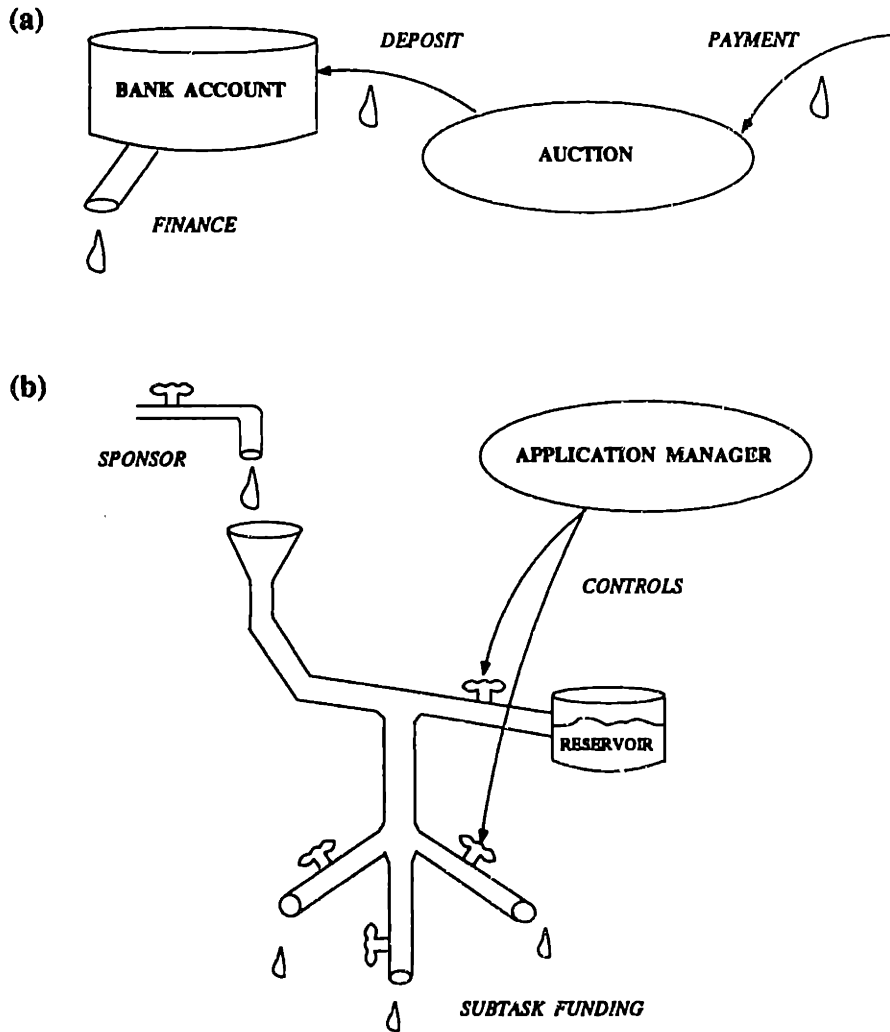 (a)
DEPOSIT
PAYMENT
BANK ACCOUNT
AUCTION
FINANCE
(b)
SPONSOR
APPLICATION MANAGER
CONTROLS
RESERVOIR
SUBTASK FUNDING